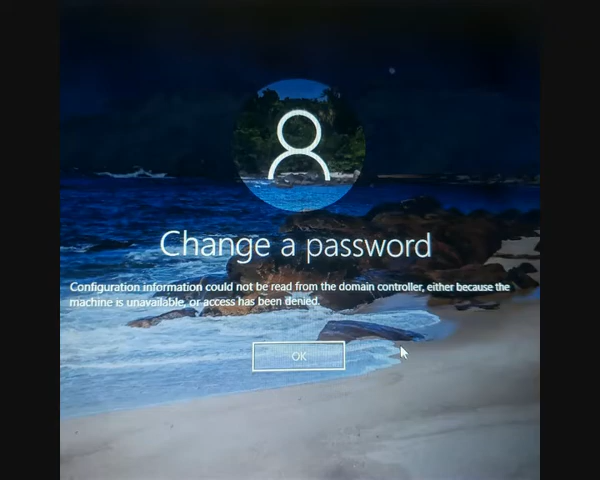 Change a password
Configuration information could not be read from the domain controller, either because the
machine is unavailable, or access has been denied.
OK